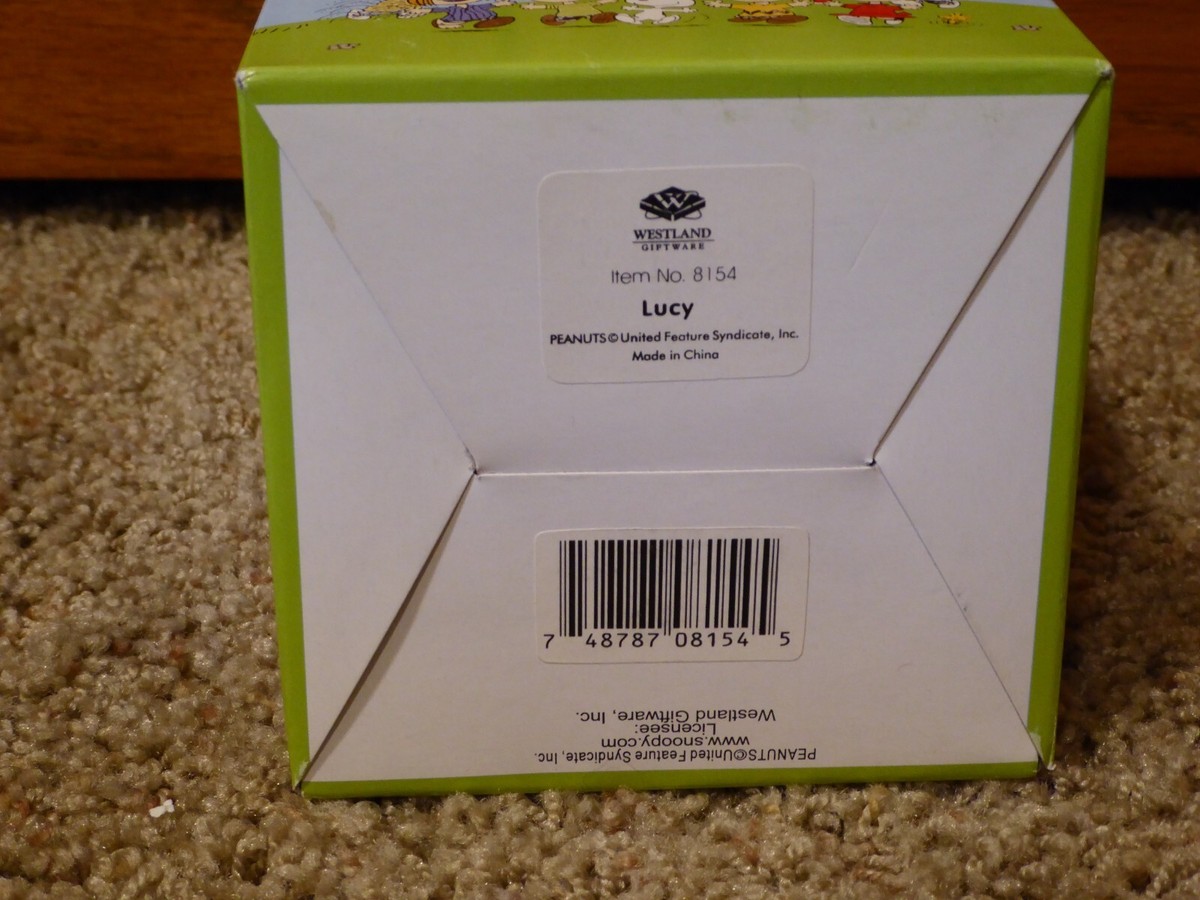 W
WESTLAND
GIFTWARE
Item No. 8154
Lucy
PEANUTS©United Feature Syndicate, Inc.
Made in China
7 48787 08154 5
PEANUTS©United Feature Syndicate, Inc.
www.snoopy.com
Licensee:
Westland Giftware, Inc.